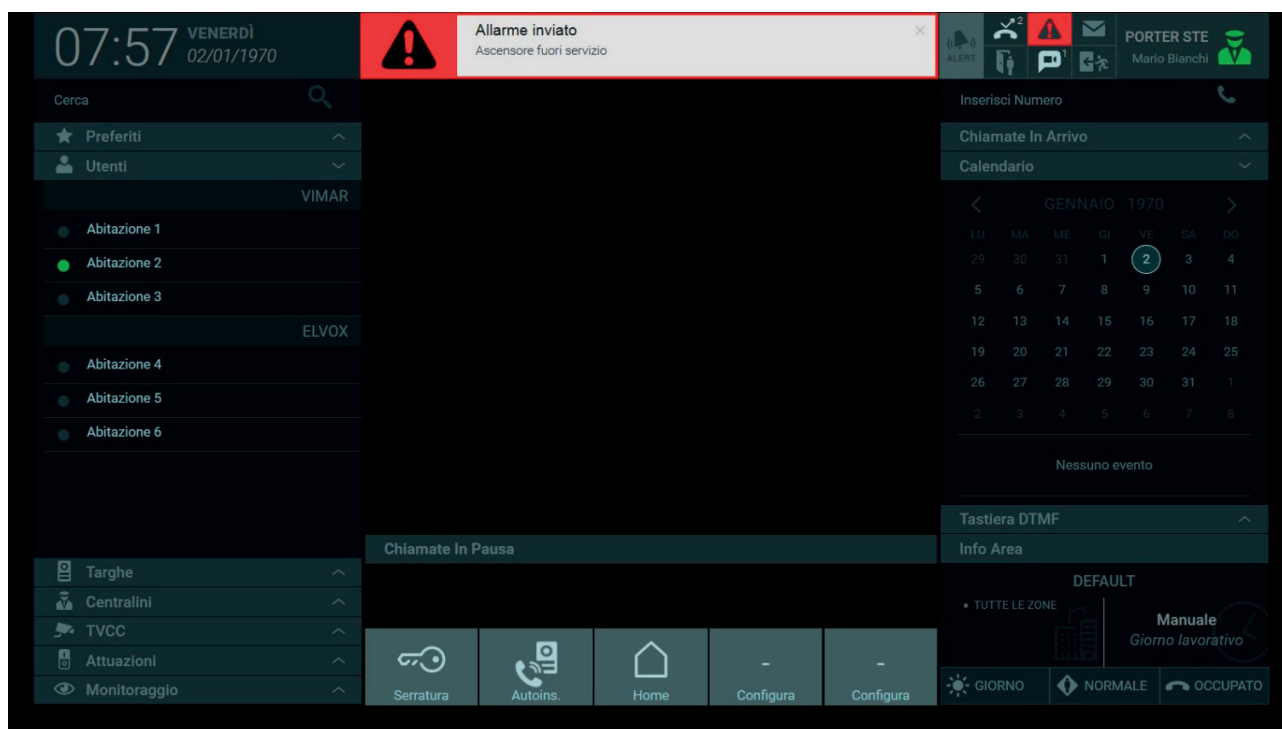 07:57
VENERDÌ
02/01/1970
Allarme inviato
Ascensore fuori servizio
ALERT
2
1
1
PORTER STE
Mario Bianchi
Cerca
Preferiti
Utenti
VIMAR
Abitazione 1
Abitazione 2
Abitazione 3
ELVOX
Abitazione 4
Abitazione 5
Abitazione 6
Targhe
Centralini
TVCC
Attuazioni
Monitoraggio
Chiamate In Pausa
Serratura
Autoins.
Home
- Configura
- Configura
Inserisci Numero
Chiamate In Arrivo
Calendario
GENNAIO 1970
LU MA ME GI VE SA DO
29 30 31 1 2 3 4
5 6 7 8 9 10 11
12 13 14 15 16 17 18
19 20 21 22 23 24 25
26 27 28 29 30 31 1
2 3 4 5 6 7 8
Nessuno evento
Tastiera DTMF
Info Area
DEFAULT
• TUTTE LE ZONE
Manuale
Giorno lavorativo
GIORNO
NORMALE
OCCUPATO